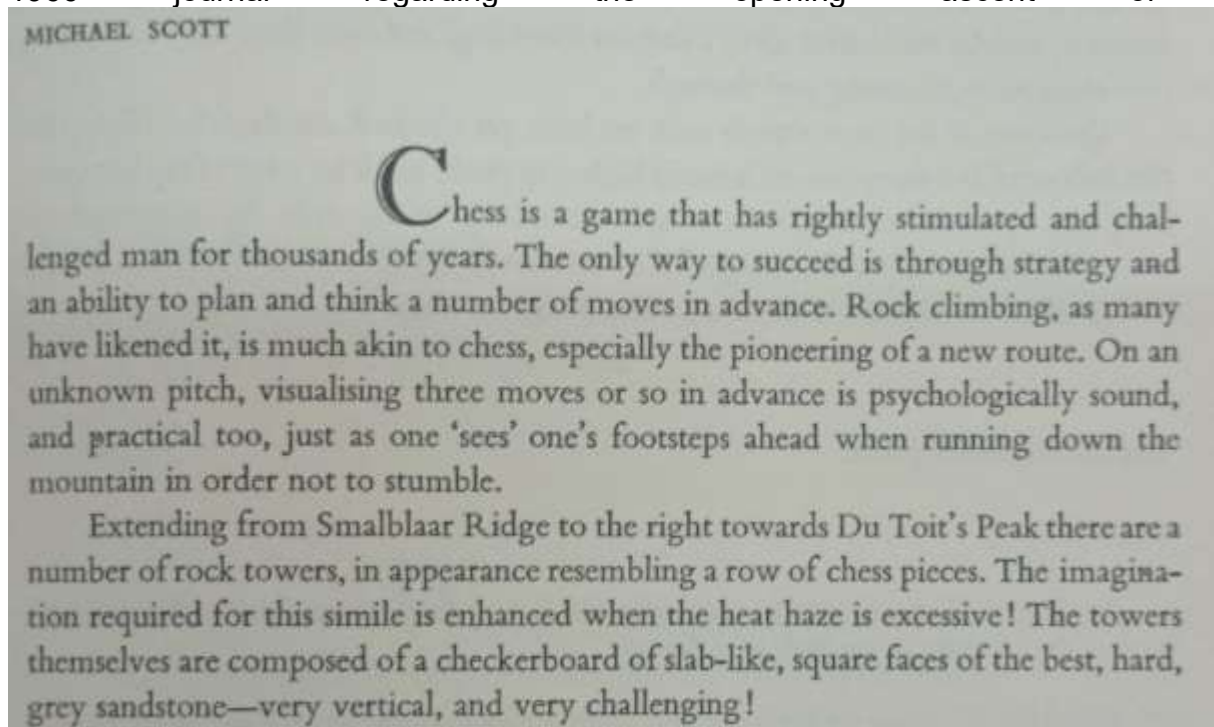 journal regarding the opening ascent of
MICHAEL SCOTT
Chess is a game that has rightly stimulated and chal-
lenged man for thousands of years. The only way to succeed is through strategy and
an ability to plan and think a number of moves in advance. Rock climbing, as many
have likened it, is much akin to chess, especially the pioneering of a new route. On an
unknown pitch, visualising three moves or so in advance is psychologically sound,
and practical too, just as one ‘sees’ one’s footsteps ahead when running down the
mountain in order not to stumble.
Extending from Smalblaar Ridge to the right towards Du Toit’s Peak there are a
number of rock towers, in appearance resembling a row of chess pieces. The imagina-
tion required for this simile is enhanced when the heat haze is excessive! The towers
themselves are composed of a checkerboard of slab-like, square faces of the best, hard,
grey sandstone—very vertical, and very challenging!